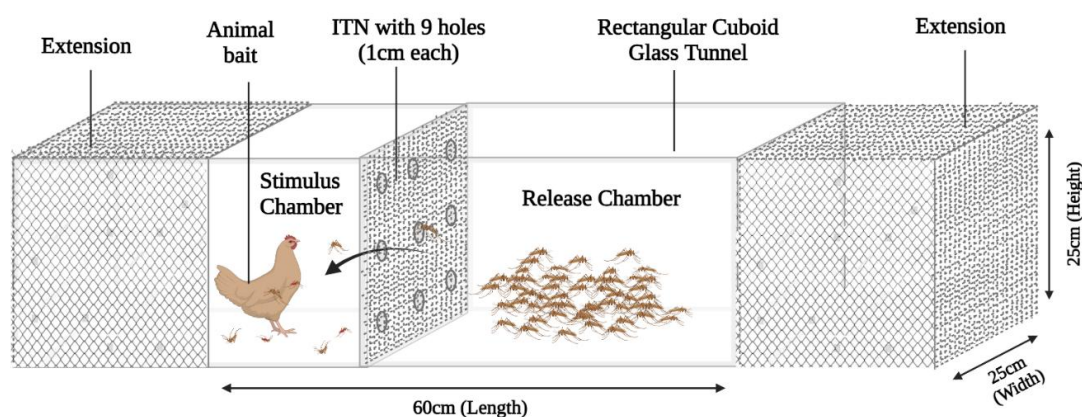 Extension
Animal
bait
ITN with 9 holes
(1cm each)
Rectangular Cuboid
Glass Tunnel
Extension
Stimulus
Chamber
Release Chamber
25cm (Height)
25cm
(Width)
60cm (Length)